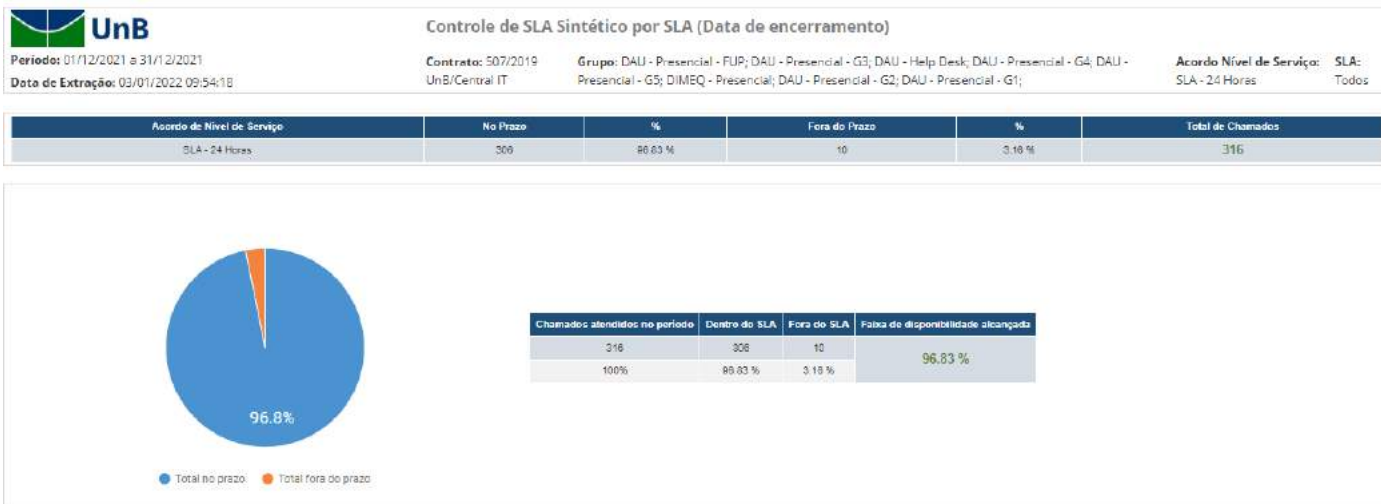 UnB
Controle de SLA Sintético por SLA (Data de encerramento)
Período: 01/12/2021 a 31/12/2021
Data de Extração: 03/01/2022 09:54:18
Contrato: 507/2019
UnB/Central IT
Grupo: DAU - Presencial - FUP; DAU - Presencial - G3; DAU - Help Desk; DAU - Presencial - G4; DAU -
Presencial - G5; DIMEQ - Presencial; DAU - Presencial - G2; DAU - Presencial - G1;
Acordo Nível de Serviço:
SLA - 24 Horas
SLA:
Todos
Acordo de Nível de Serviço No Prazo % Fora do Prazo % Total de Chamados
SLA - 24 Horas 306 96.83 % 10 3.16 % 316
96.8%
Total no prazo Total fora do prazo
Chamados atendidos no período Dentro do SLA Fora do SLA Faixa de disponibilidade alcançada
316 306 10 96.83 %
100% 96.83 % 3.16 %